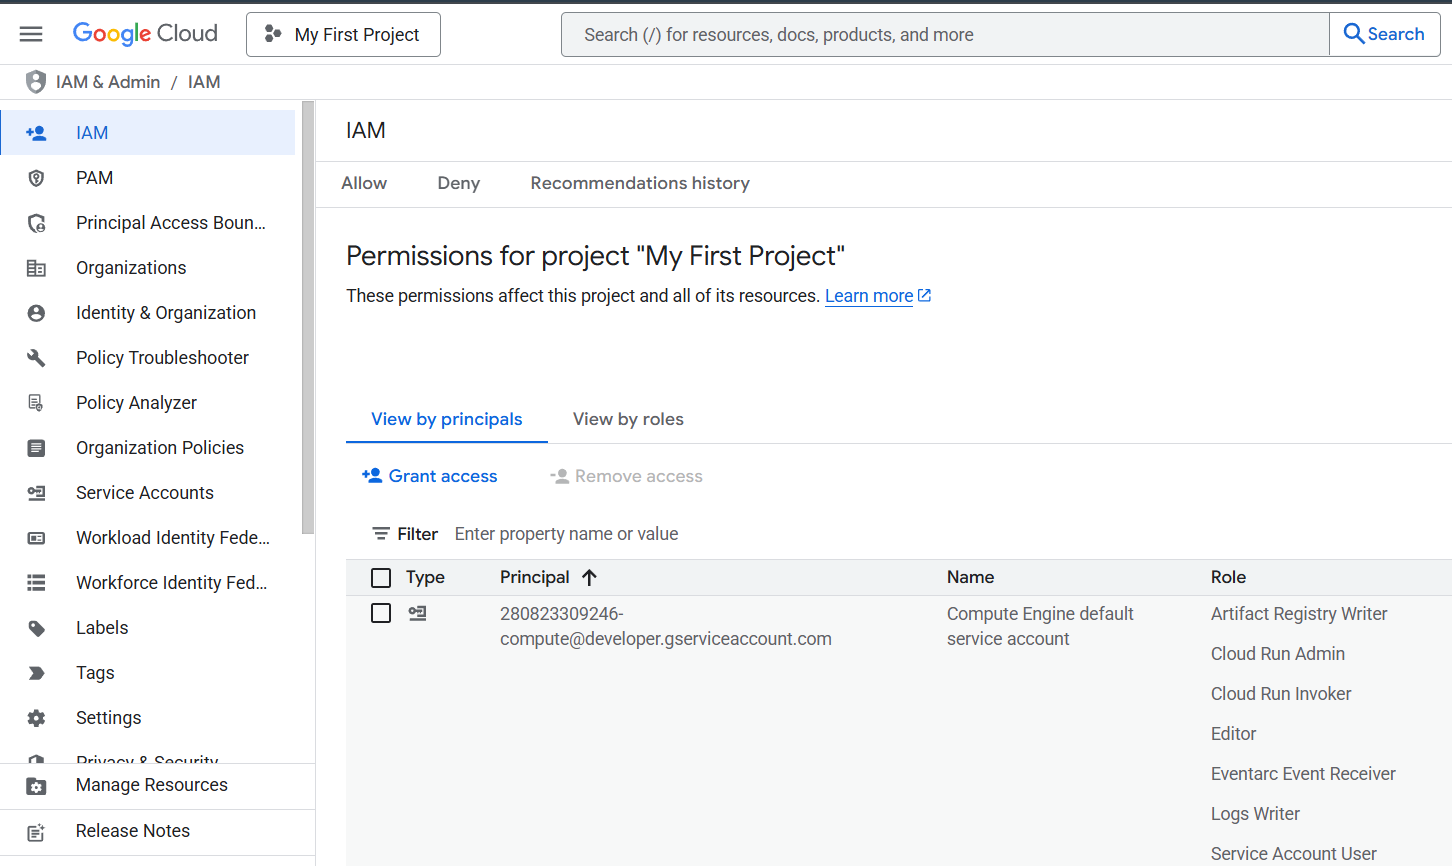 Google Cloud
My First Project
Search (/) for resources, docs, products, and more
Search
IAM & Admin / IAM
IAM
PAM
Principal Access Boun...
Organizations
Identity & Organization
Policy Troubleshooter
Policy Analyzer
Organization Policies
Service Accounts
Workload Identity Fede...
Workforce Identity Fed...
Labels
Tags
Settings
Privacy & Security
Manage Resources
Release Notes
IAM
Allow Deny Recommendations history
Permissions for project "My First Project"
These permissions affect this project and all of its resources. Learn more
View by principals View by roles
Grant access Remove access
Filter Enter property name or value
Type Principal Name Role
280823309246-
compute@developer.gserviceaccount.com
Compute Engine default
service account
Artifact Registry Writer
Cloud Run Admin
Cloud Run Invoker
Editor
Eventarc Event Receiver
Logs Writer
Service Account User